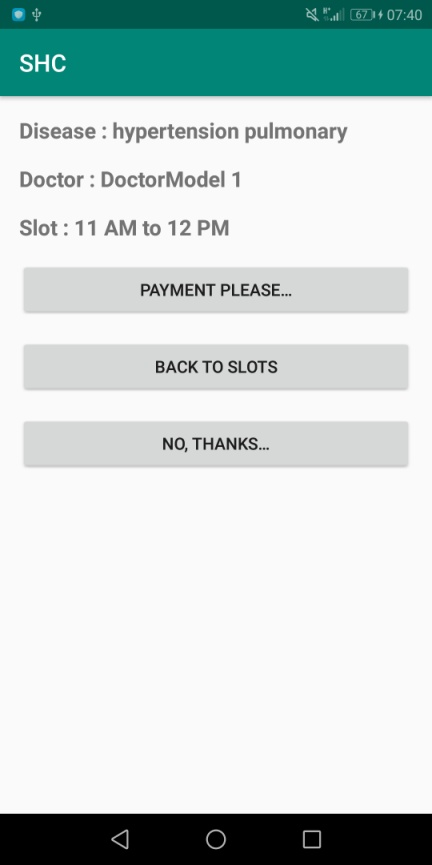 67 07:40
SHC
Disease : hypertension pulmonary
Doctor : DoctorModel 1
Slot : 11 AM to 12 PM
PAYMENT PLEASE...
BACK TO SLOTS
NO, THANKS...